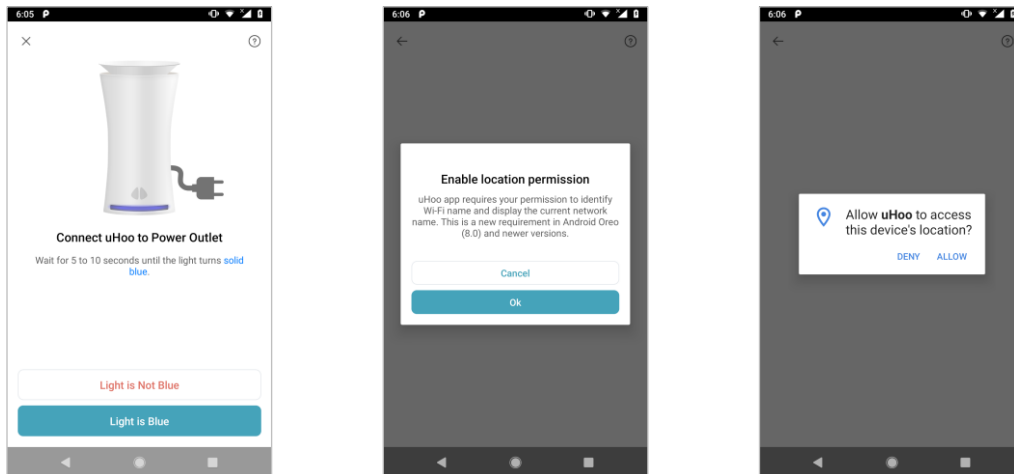 6:05
Connect uHoo to Power Outlet
Wait for 5 to 10 seconds until the light turns solid
blue.
Light is Not Blue
Light is Blue
6:06
Enable location permission
uHoo app requires your permission to identify
Wi-Fi name and display the current network
name. This is a new requirement in Android Oreo
(8.0) and newer versions.
Cancel
Ok
6:06
Allow uHoo to access
this device's location?
DENY ALLOW